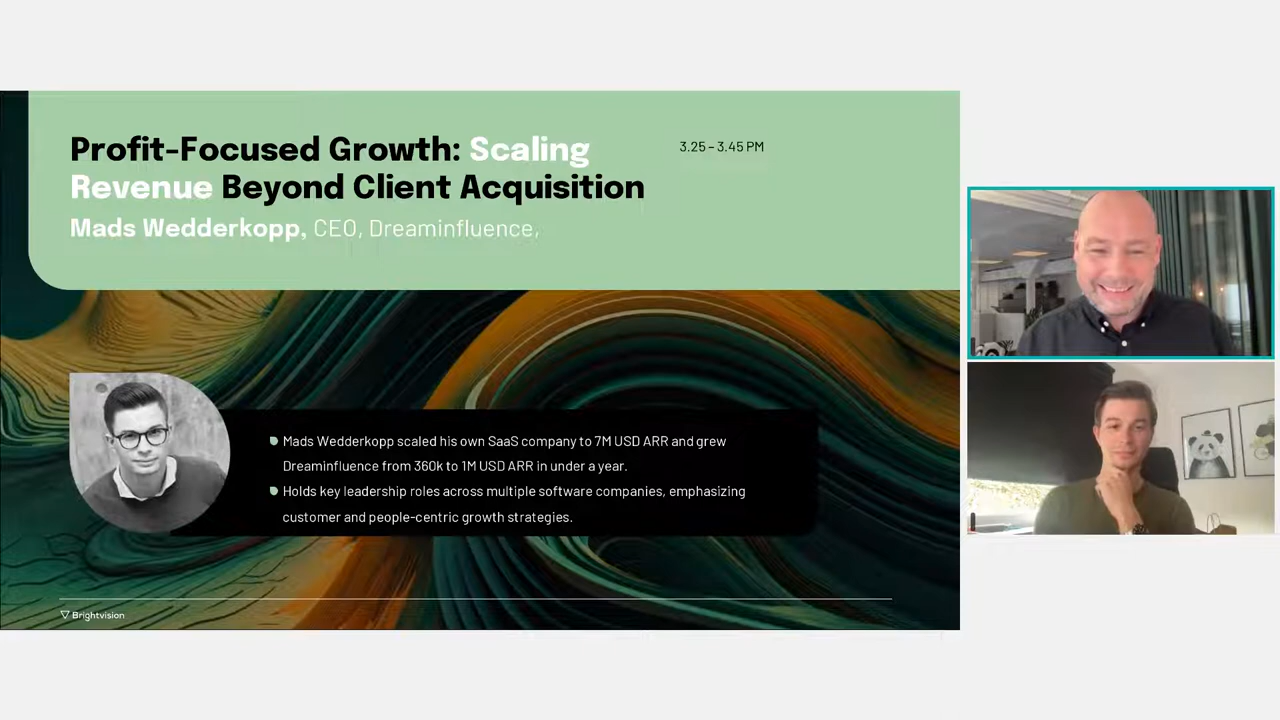 Profit-Focused Growth: Scaling
Revenue Beyond Client Acquisition
3.25 – 3.45 PM
Mads Wedderkopp, CEO, Dreaminfluence,
Mads Wedderkopp scaled his own SaaS company to 7M USD ARR and grew
Dreaminfluence from 360k to 1M USD ARR in under a year.
Holds key leadership roles across multiple software companies, emphasizing
customer and people-centric growth strategies.
Brightvision